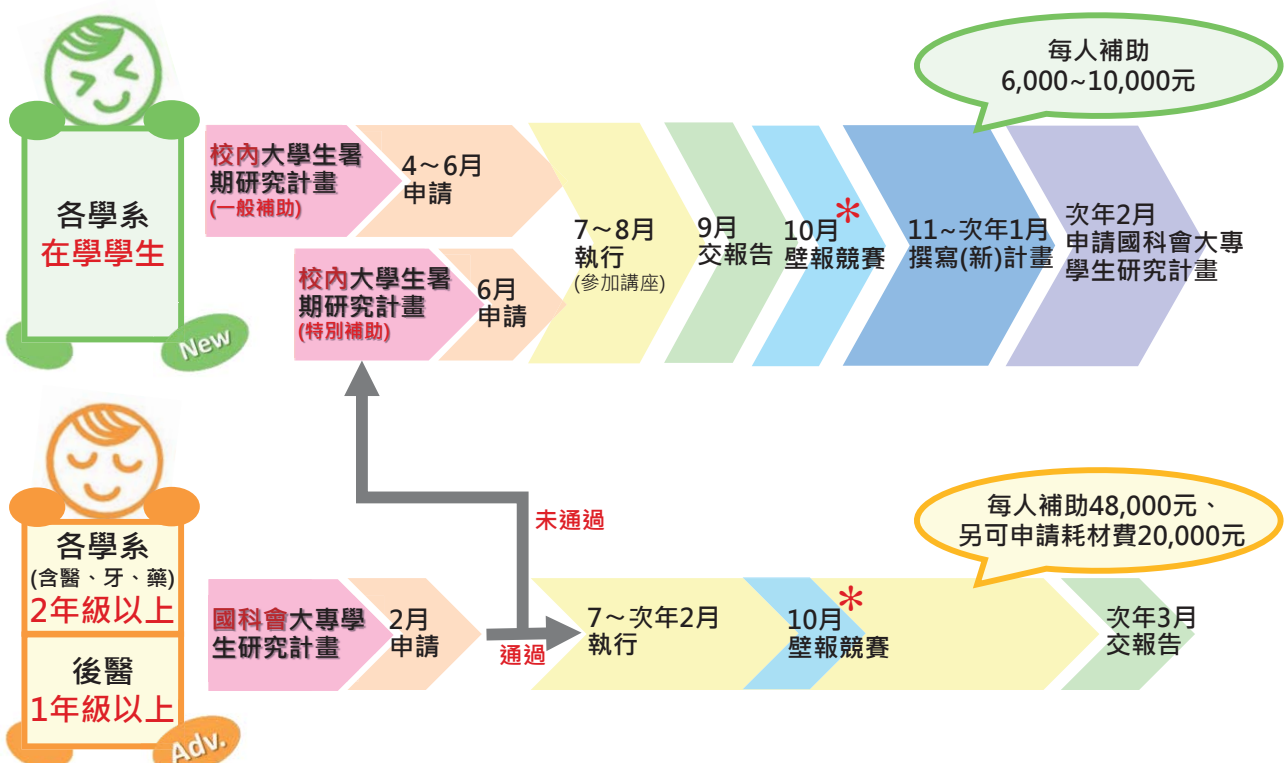 每人補助
6,000~10,000元
各學系
在學學生
New
校內大學生暑
期研究計畫
(一般補助)
4～6月
申請
校內大學生暑
期研究計畫
(特別補助)
6月
申請
7～8月
執行
(參加講座)
9月
交報告
10月*
壁報競賽
11~次年1月
撰寫(新)計畫
次年2月
申請國科會大專
學生研究計畫
未通過
通過
每人補助48,000元、
另可申請耗材費20,000元
各學系
(含醫、牙、藥)
2年級以上
後醫
1年級以上
Adv.
國科會大專學
生研究計畫
2月
申請
7～次年2月
執行
10月*
壁報競賽
次年3月
交報告